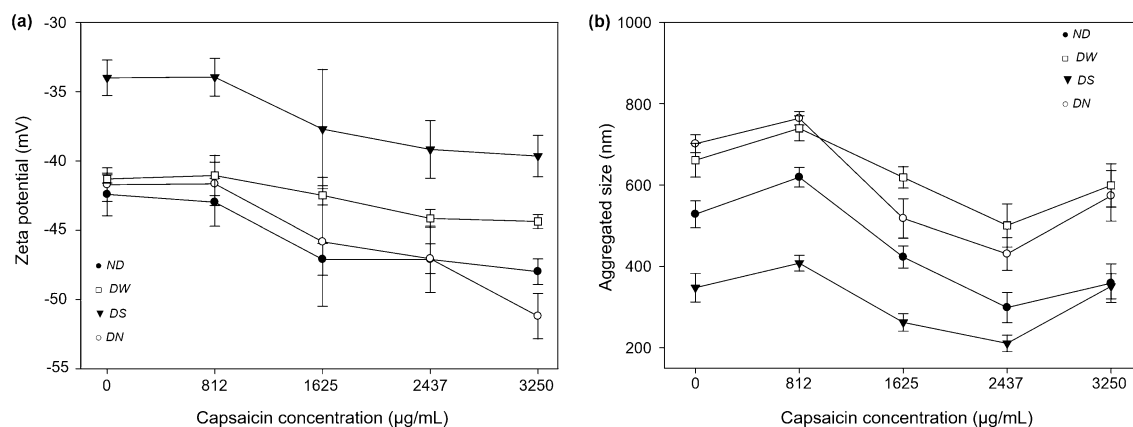 (a)
-30
-35
-40
-45
-50
-55
Zeta potential (mV)
ND
DW
DS
DN
0 812 1625 2437 3250
Capsaicin concentration (µg/mL)
(b)
1000
800
600
400
200
Aggregated size (nm)
ND
DW
DS
DN
0 812 1625 2437 3250
Capsaicin concentration (µg/mL)